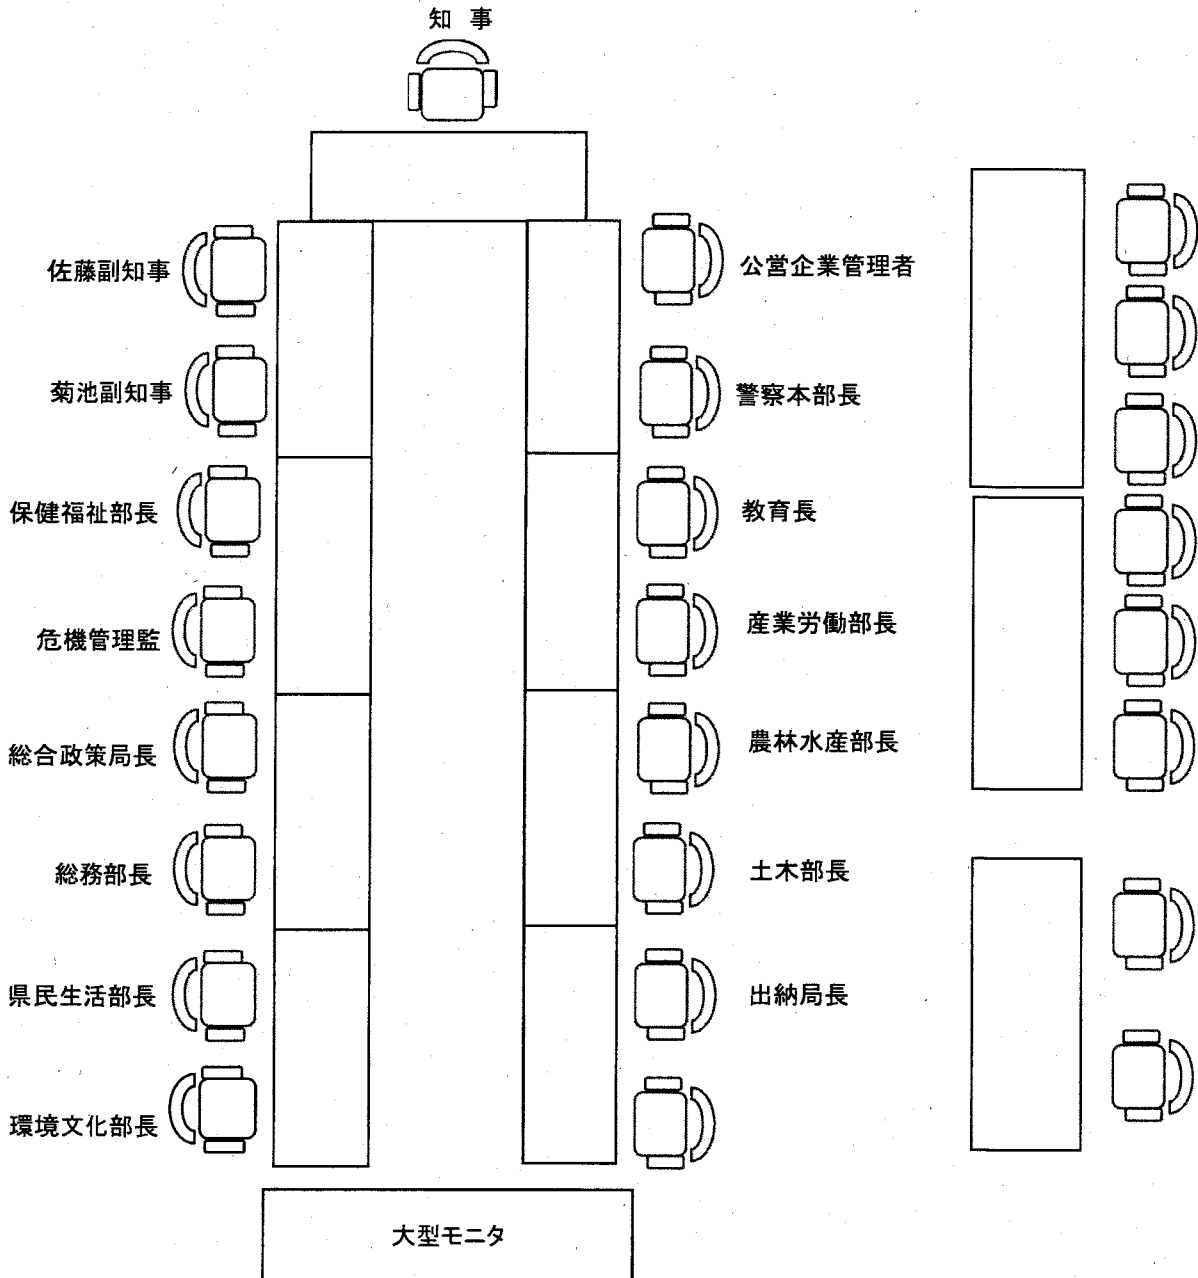 知 事
佐藤副知事
公営企業管理者
菊池副知事
警察本部長
保健福祉部長
教育長
危機管理監
産業労働部長
総合政策局長
農林水産部長
総務部長
土木部長
県民生活部長
出納局長
環境文化部長
大型モニタ